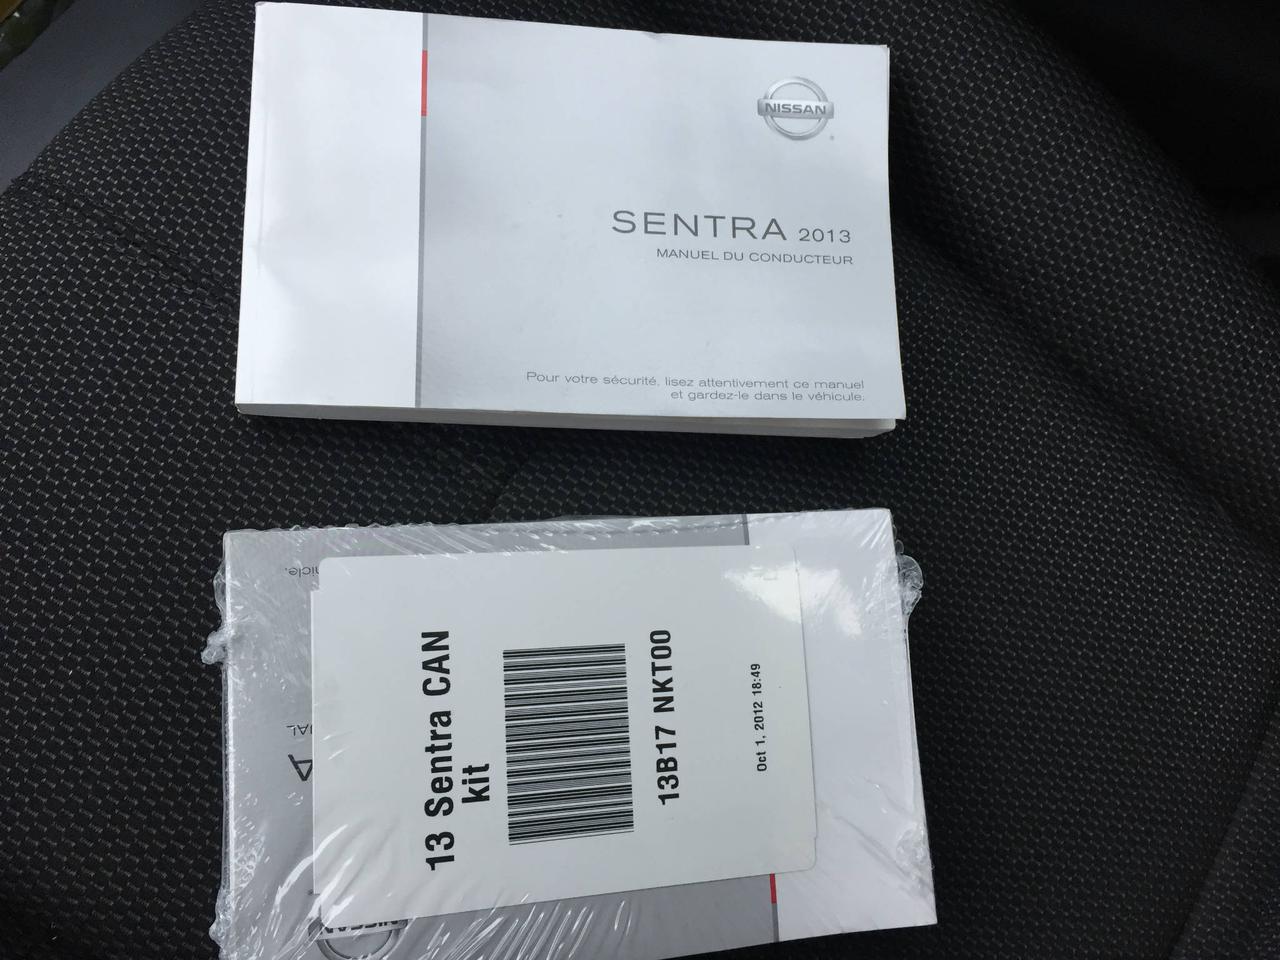 NISSAN
SENTRA 2013
MANUEL DU CONDUCTEUR
Pour votre sécurité, lisez attentivement ce manuel
et gardez-le dans le véhicule.
13 Sentra CAN
kit
13B17 NKT00
Oct 1, 2012 18:49
NISSAN